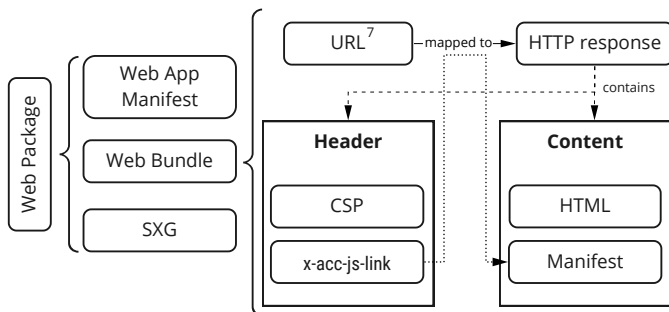 Web Package
Web App
Manifest
Web Bundle
SXG
URL7
mapped to
HTTP response
contains
Header
CSP
x-acc-js-link
Content
HTML
Manifest